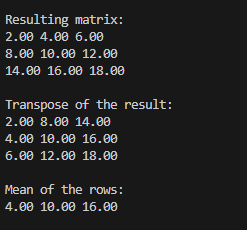 Resulting matrix:
2.00 4.00 6.00
8.00 10.00 12.00
14.00 16.00 18.00
Transpose of the result:
2.00 8.00 14.00
4.00 10.00 16.00
6.00 12.00 18.00
Mean of the rows:
4.00 10.00 16.00